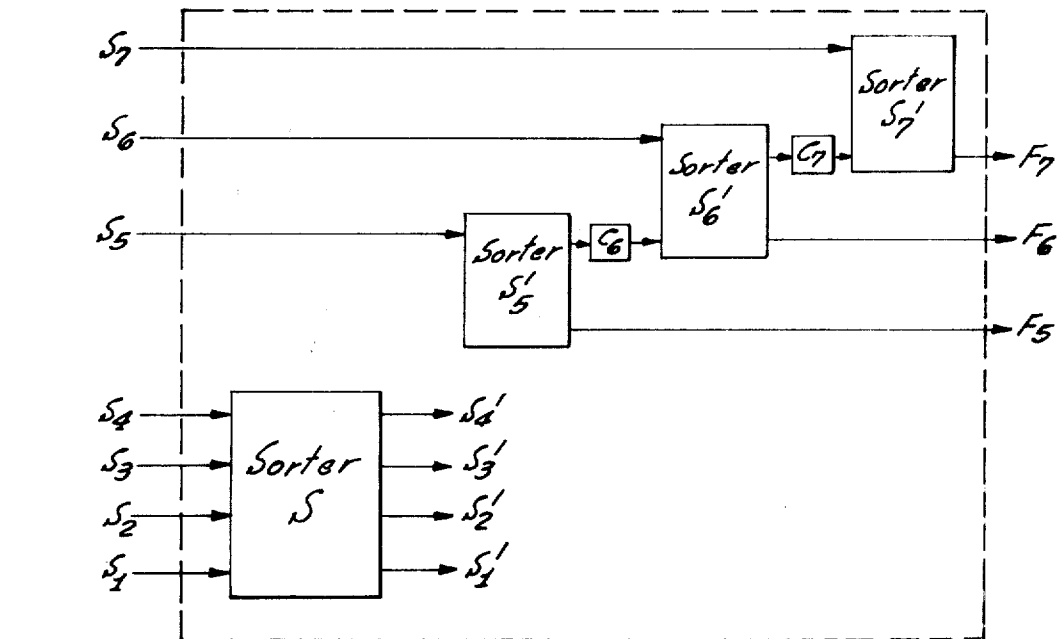 S7
Sorter
S7'
S6
C7
F7
Sorter
S6'
S5
C6
F6
Sorter
S5'
F5
S4
S4'
S3
Sorter
S3'
S2
S
S2'
S1
S1'